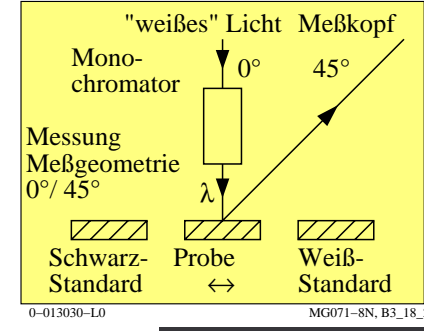 "weißes" Licht Meßkopf
Mono-
chromator
0° 45°
Messung
Meßgeometrie
0°/ 45°
λ
Schwarz- Probe Weiß-
Standard ↔ Standard
0-013030-L0 MG071-8N, B3_18_